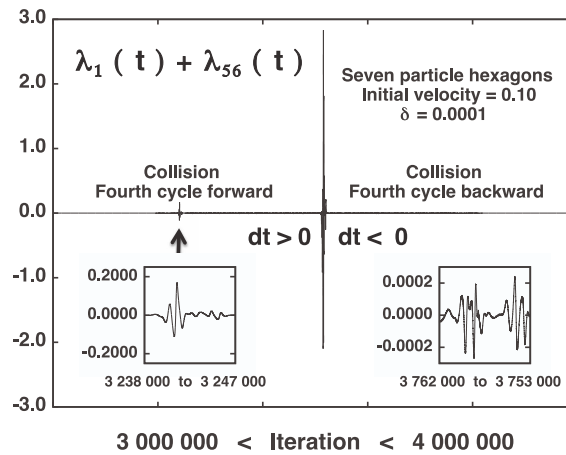 3.0
λ1 ( t ) + λ56 ( t )
2.0
Seven particle hexagons
Initial velocity = 0.10
δ = 0.0001
1.0
Collision
Fourth cycle forward
Collision
Fourth cycle backward
0.0
dt > 0
dt < 0
-1.0
0.2000
0.0000
-0.2000
0.0002
0.0000
-0.0002
-2.0
3 238 000 to 3 247 000
3 762 000 to 3 753 000
-3.0
3 000 000 < Iteration < 4 000 000